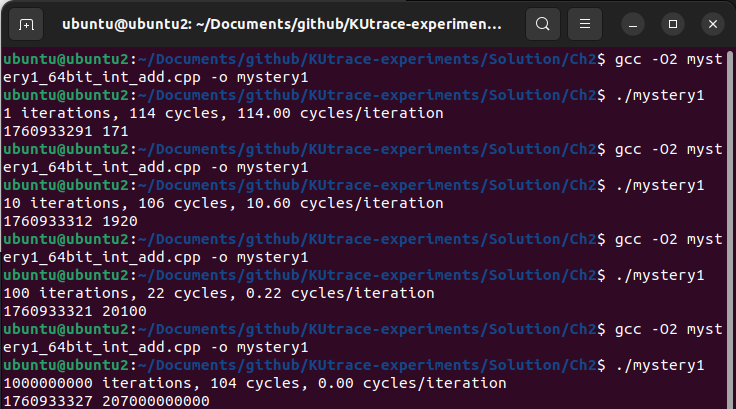 ubuntu@ubuntu2: ~/Documents/github/KUtrace-experimen...
ubuntu@ubuntu2:~/Documents/github/KUtrace-experiments/Solution/Ch2$ gcc -O2 myst
ery1_64bit_int_add.cpp -o mystery1
ubuntu@ubuntu2:~/Documents/github/KUtrace-experiments/Solution/Ch2$ ./mystery1
1 iterations, 114 cycles, 114.00 cycles/iteration
1760933291 171
ubuntu@ubuntu2:~/Documents/github/KUtrace-experiments/Solution/Ch2$ gcc -O2 myst
ery1_64bit_int_add.cpp -o mystery1
ubuntu@ubuntu2:~/Documents/github/KUtrace-experiments/Solution/Ch2$ ./mystery1
10 iterations, 106 cycles, 10.60 cycles/iteration
1760933312 1920
ubuntu@ubuntu2:~/Documents/github/KUtrace-experiments/Solution/Ch2$ gcc -O2 myst
ery1_64bit_int_add.cpp -o mystery1
ubuntu@ubuntu2:~/Documents/github/KUtrace-experiments/Solution/Ch2$ ./mystery1
100 iterations, 22 cycles, 0.22 cycles/iteration
1760933321 20100
ubuntu@ubuntu2:~/Documents/github/KUtrace-experiments/Solution/Ch2$ gcc -O2 myst
ery1_64bit_int_add.cpp -o mystery1
ubuntu@ubuntu2:~/Documents/github/KUtrace-experiments/Solution/Ch2$ ./mystery1
1000000000 iterations, 104 cycles, 0.00 cycles/iteration
1760933327 207000000000